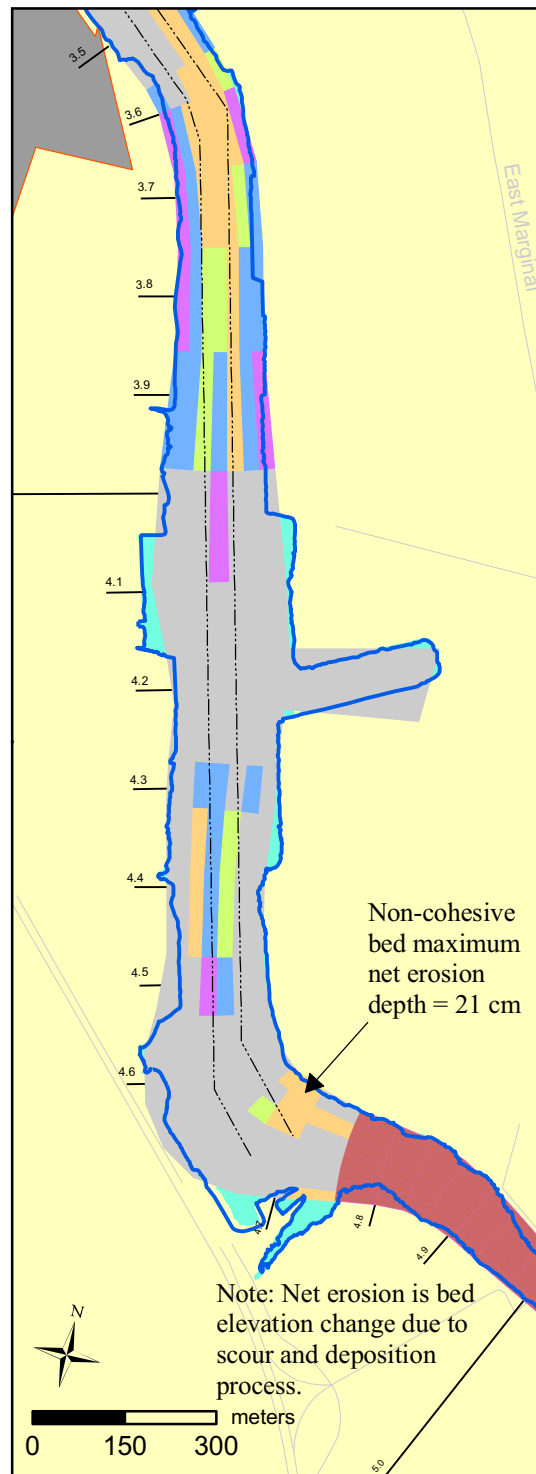 3.5
3.6
East Marginal
3.7
3.8
3.9
4.1
4.2
4.3
4.4
Non-cohesive
bed maximum
net erosion
depth = 21 cm
4.5
4.6
4.7
4.8
4.9
Note: Net erosion is bed
elevation change due to
scour and deposition
process.
N
meters
0 150 300
5.0